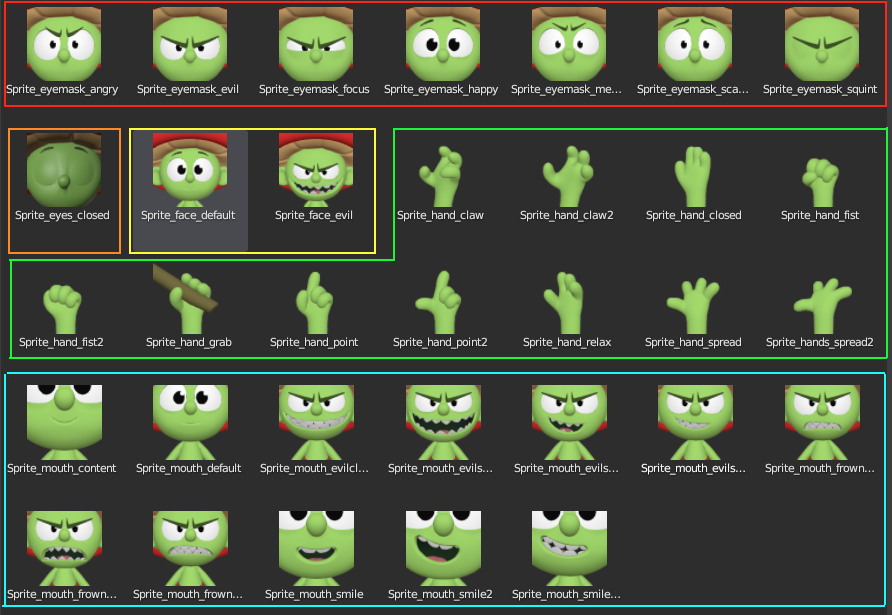 Sprite_eyemask_angry
Sprite_eyemask_evil
Sprite_eyemask_focus
Sprite_eyemask_happy
Sprite_eyemask_me...
Sprite_eyemask_sca...
Sprite_eyemask_squint
Sprite_eyes_closed
Sprite_face_default
Sprite_face_evil
Sprite_hand_claw
Sprite_hand_claw2
Sprite_hand_closed
Sprite_hand_fist
Sprite_hand_fist2
Sprite_hand_grab
Sprite_hand_point
Sprite_hand_point2
Sprite_hand_relax
Sprite_hand_spread
Sprite_hands_spread2
Sprite_mouth_content
Sprite_mouth_default
Sprite_mouth_evilcl...
Sprite_mouth_evils...
Sprite_mouth_evils...
Sprite_mouth_evils...
Sprite_mouth_frown...
Sprite_mouth_frown...
Sprite_mouth_frown...
Sprite_mouth_smile
Sprite_mouth_smile2
Sprite_mouth_smile...